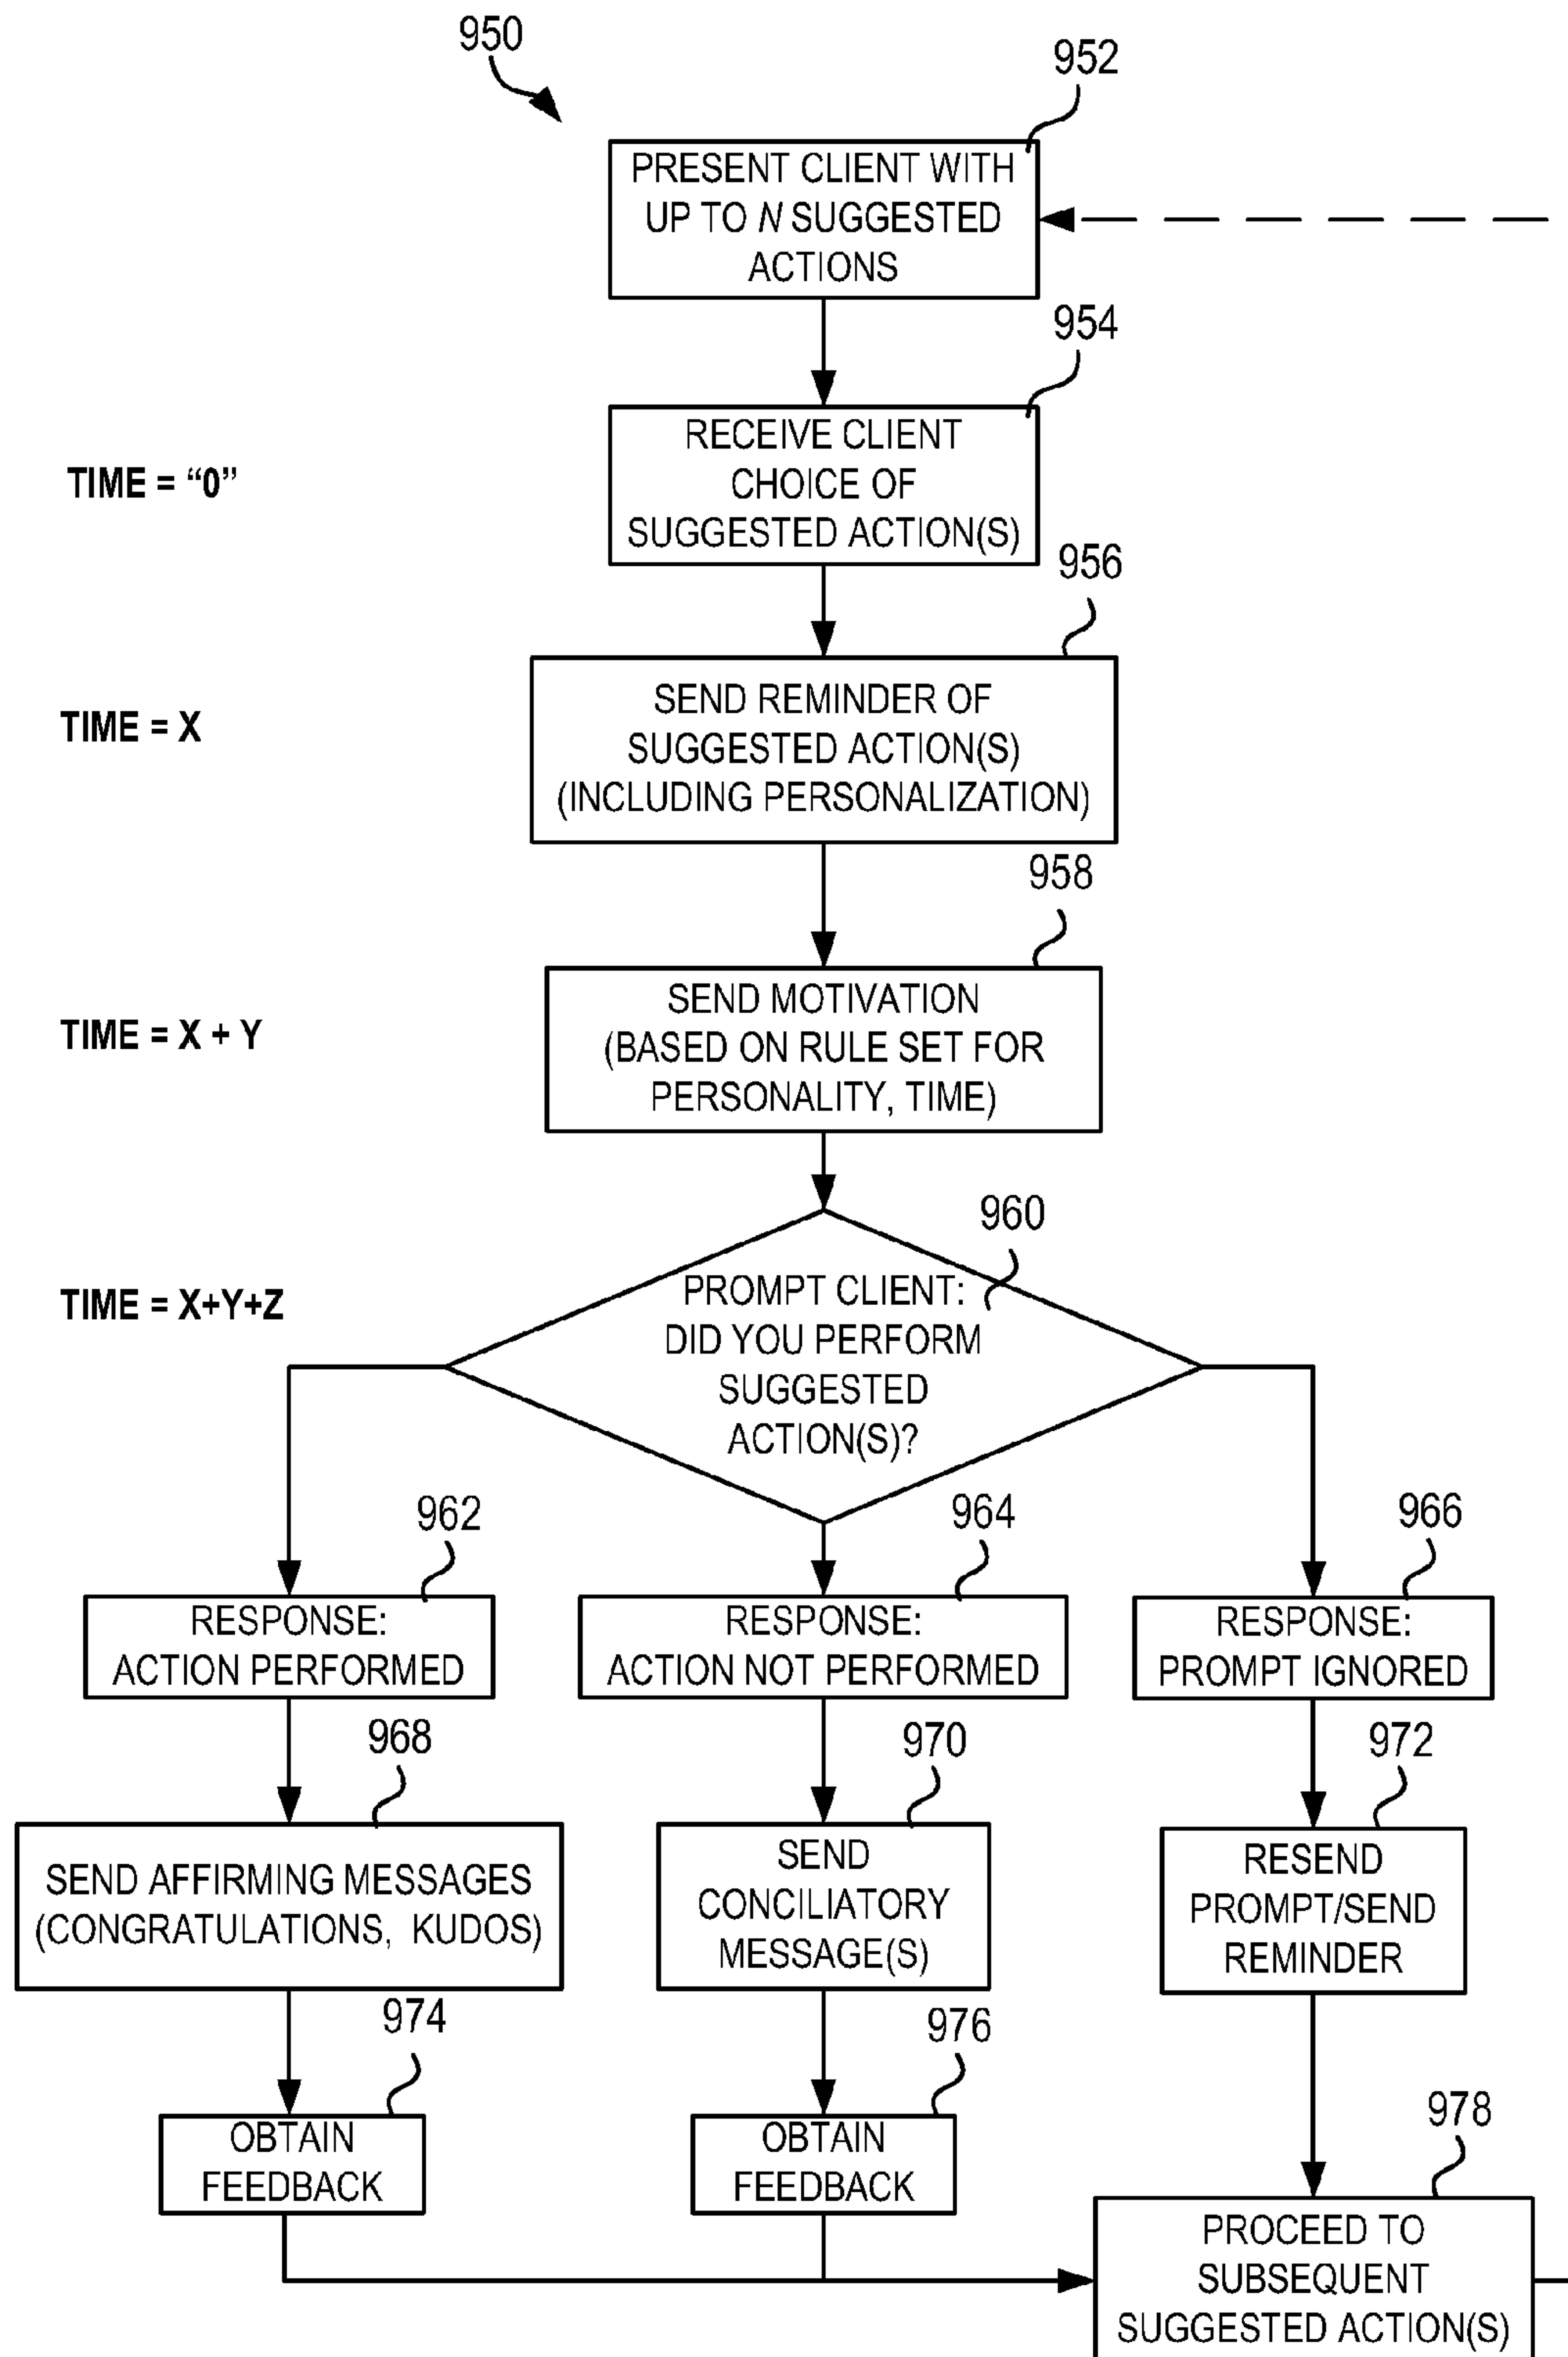 950
952
PRESENT CLIENT WITH
UP TO N SUGGESTED
ACTIONS
954
TIME = “0”
RECEIVE CLIENT
CHOICE OF
SUGGESTED ACTION(S)
956
TIME = X
SEND REMINDER OF
SUGGESTED ACTION(S)
(INCLUDING PERSONALIZATION)
958
TIME = X + Y
SEND MOTIVATION
(BASED ON RULE SET FOR
PERSONALITY, TIME)
960
TIME = X+Y+Z
PROMPT CLIENT:
DID YOU PERFORM
SUGGESTED
ACTION(S)?
962
RESPONSE:
ACTION PERFORMED
964
RESPONSE:
ACTION NOT PERFORMED
966
RESPONSE:
PROMPT IGNORED
968
SEND AFFIRMING MESSAGES
(CONGRATULATIONS, KUDOS)
970
SEND
CONCILIATORY
MESSAGE(S)
972
RESEND
PROMPT/SEND
REMINDER
974
OBTAIN
FEEDBACK
976
OBTAIN
FEEDBACK
978
PROCEED TO
SUBSEQUENT
SUGGESTED ACTION(S)